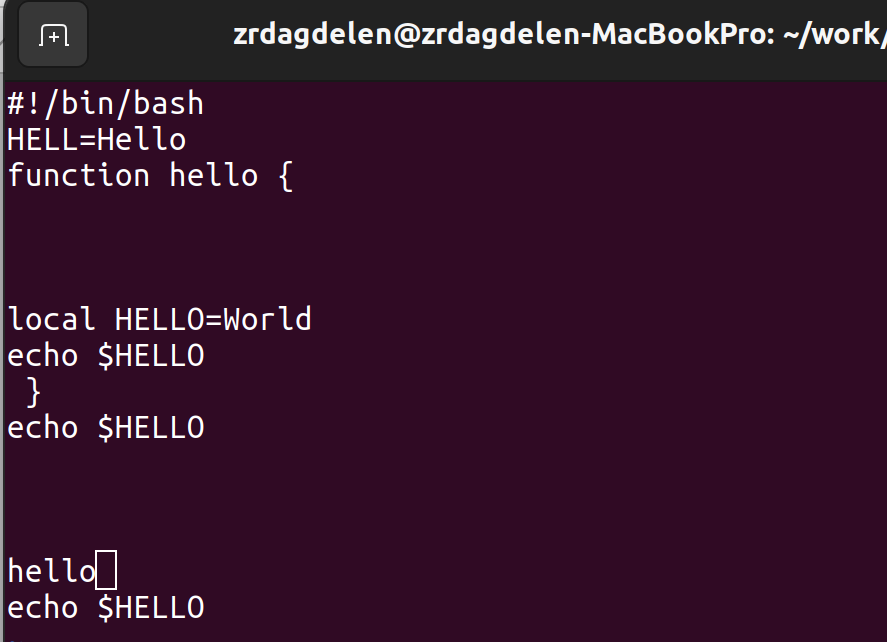 zrdagdelen@zrdagdelen-MacBookPro: ~/work/
#!/bin/bash
HELL=Hello
function hello {
local HELLO=World
echo $HELLO
}
echo $HELLO
hello
echo $HELLO